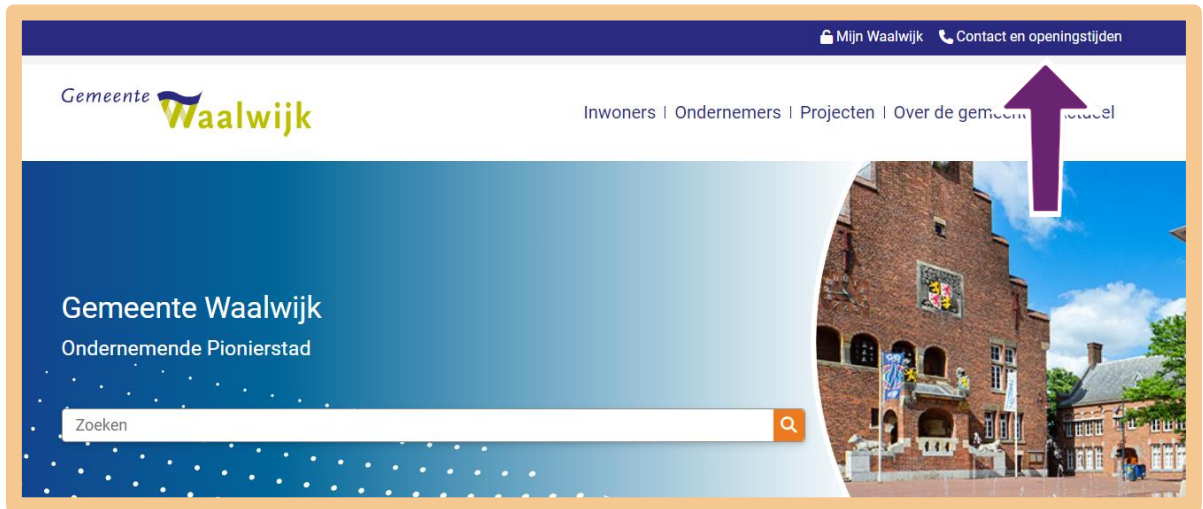 Mijn Waalwijk Contact en openingstijden
Gemeente Waalwijk
Inwoners | Ondernemers | Projecten | Over de
Gemeente Waalwijk
Ondernemende Pionierstad
Zoeken